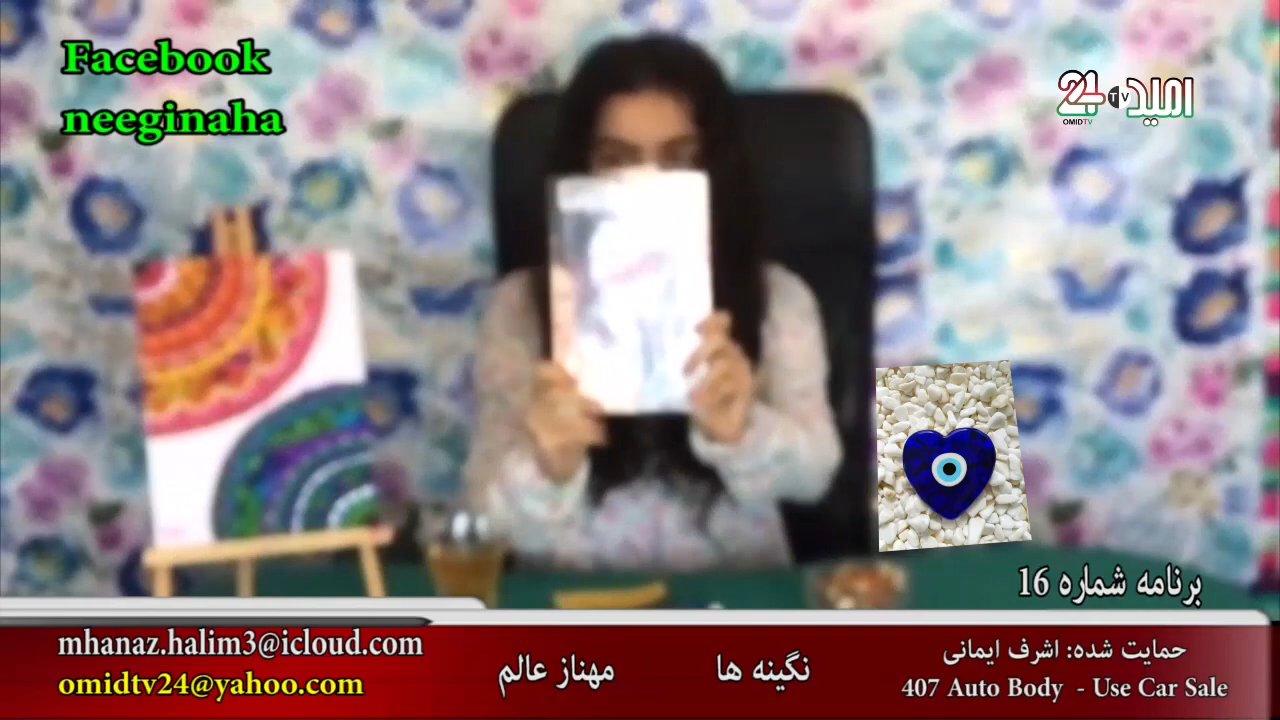 Facebook
neeginaha
24 TV امید
OMIDTV
برنامه شماره 16
mhanaz.halim3@icloud.com
omidtv24@yahoo.com
مهناز عالم
نگینه ها
حمایت شده: اشرف ایمانی
407 Auto Body - Use Car Sale